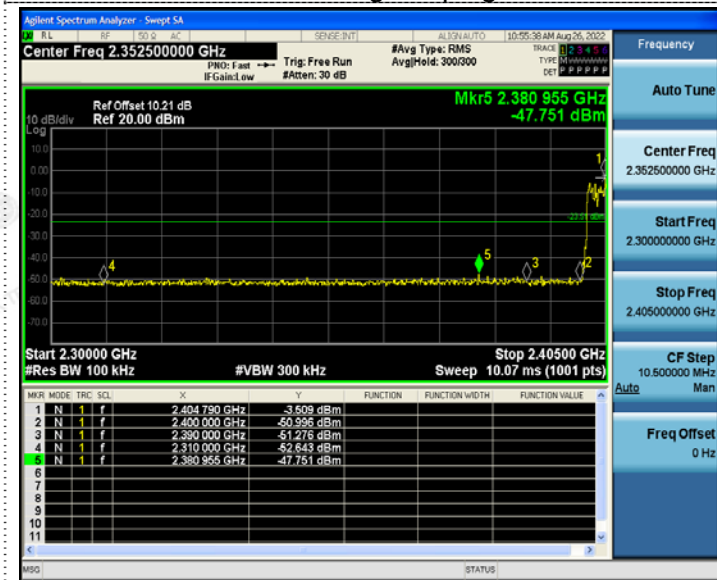 Agilent Spectrum Analyzer - Swept SA
RL RF 50 Ω AC SENSE:INT ALIGN AUTO 10:55:38 AM Aug 26, 2022
Center Freq 2.352500000 GHz
PNO: Fast
IFGain:Low
Trig: Free Run
#Atten: 30 dB
#Avg Type: RMS
Avg|Hold: 300/300
TRACE 1 2 3 4 5 6
TYPE M
DET P P P P P P
Ref Offset 10.21 dB
10 dB/div Ref 20.00 dBm
Log
Mkr5 2.380 955 GHz
-47.751 dBm
10.0
0.00
-10.0
-20.0
-30.0
-40.0
-50.0
-60.0
-70.0
1
-23.51 dBm
4
5
3
2
Start 2.30000 GHz Stop 2.40500 GHz
#Res BW 100 kHz #VBW 300 kHz Sweep 10.07 ms (1001 pts)
MKR MODE TRC SCL X Y FUNCTION FUNCTION WIDTH FUNCTION VALUE
1 N 1 f 2.404 790 GHz -3.509 dBm
2 N 1 f 2.400 000 GHz -50.996 dBm
3 N 1 f 2.390 000 GHz -51.276 dBm
4 N 1 f 2.310 000 GHz -52.643 dBm
5 N 1 f 2.380 955 GHz -47.751 dBm
6
7
8
9
10
11
MSG STATUS
Frequency
Auto Tune
Center Freq
2.352500000 GHz
Start Freq
2.300000000 GHz
Stop Freq
2.405000000 GHz
CF Step
10.500000 MHz
Auto Man
Freq Offset
0 Hz